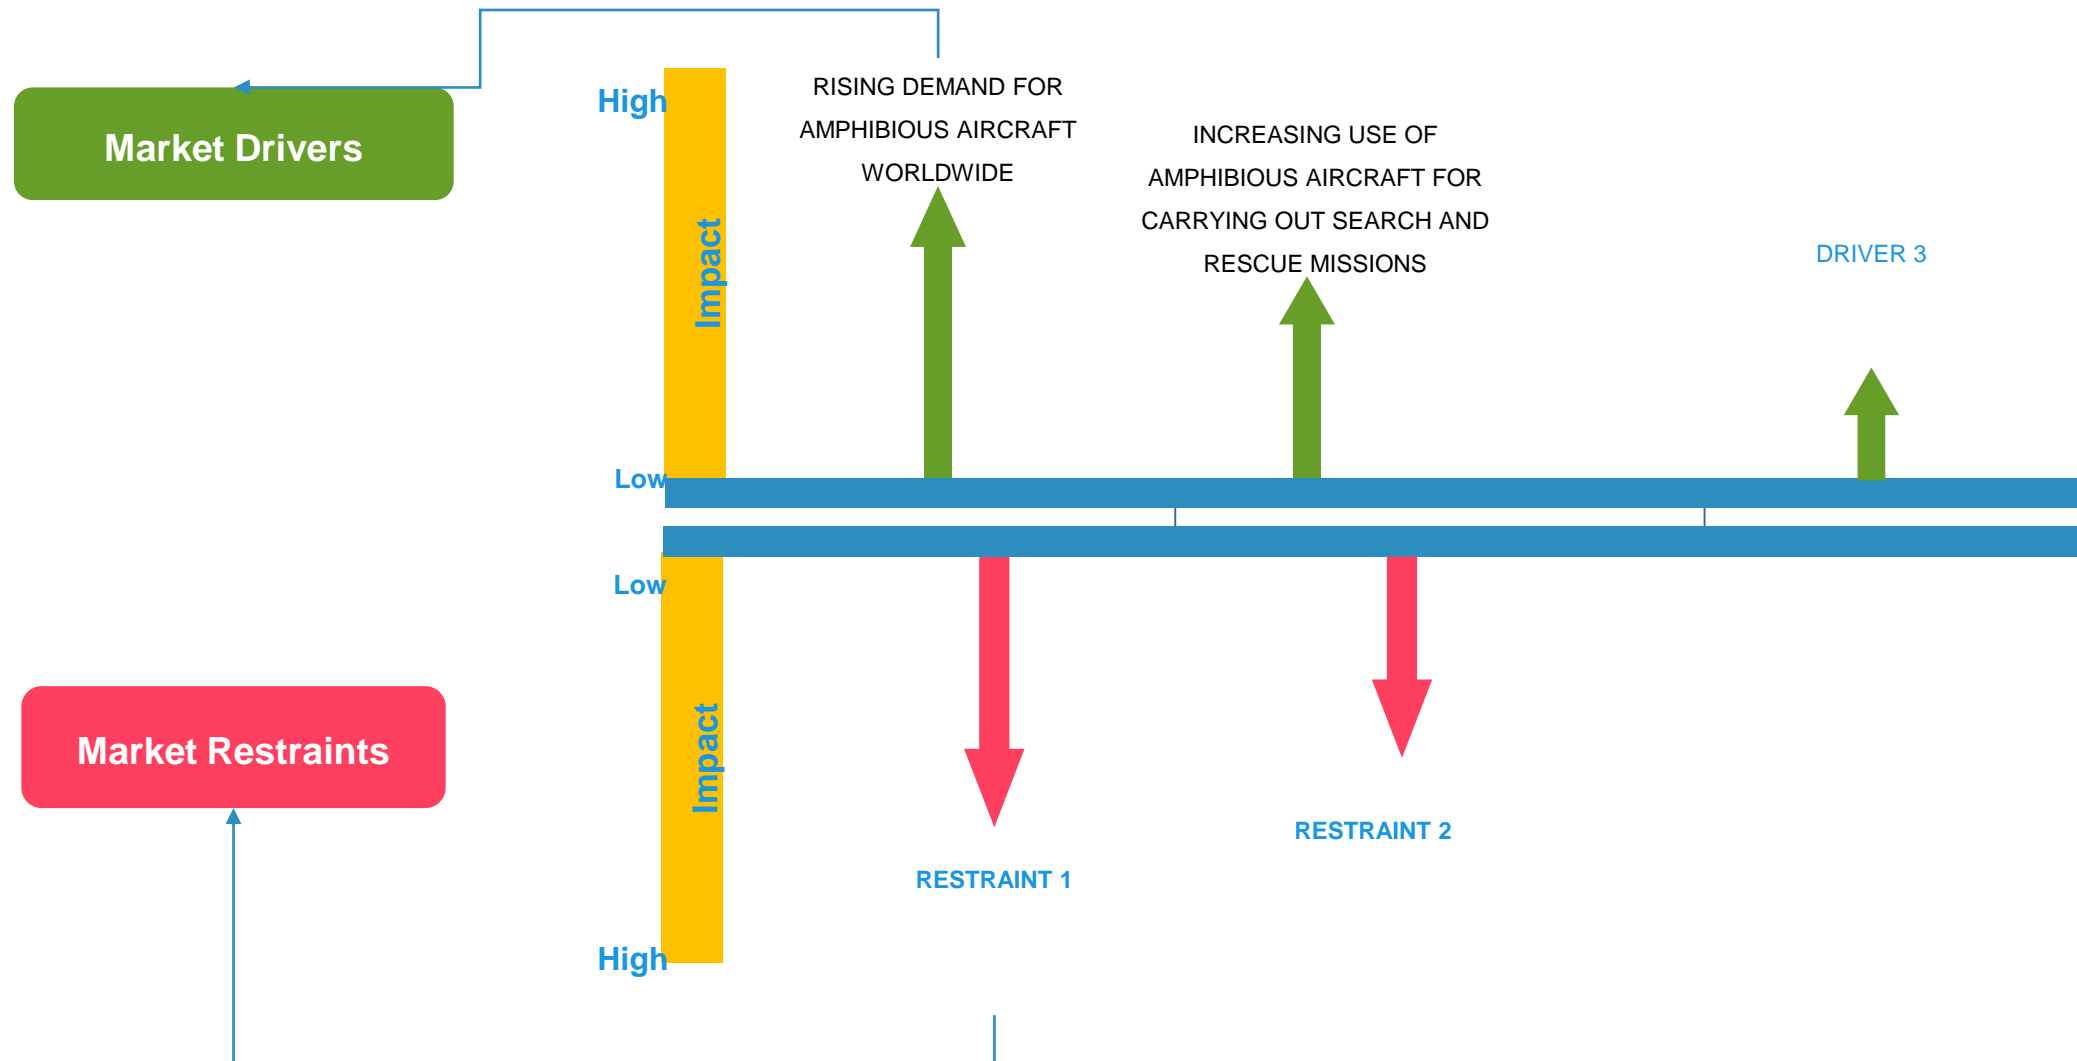 High
RISING DEMAND FOR
AMPHIBIOUS AIRCRAFT
WORLDWIDE
Market Drivers
INCREASING USE OF
AMPHIBIOUS AIRCRAFT FOR
CARRYING OUT SEARCH AND
RESCUE MISSIONS
DRIVER 3
Impact
Low
Low
Market Restraints
Impact
RESTRAINT 2
RESTRAINT 1
High